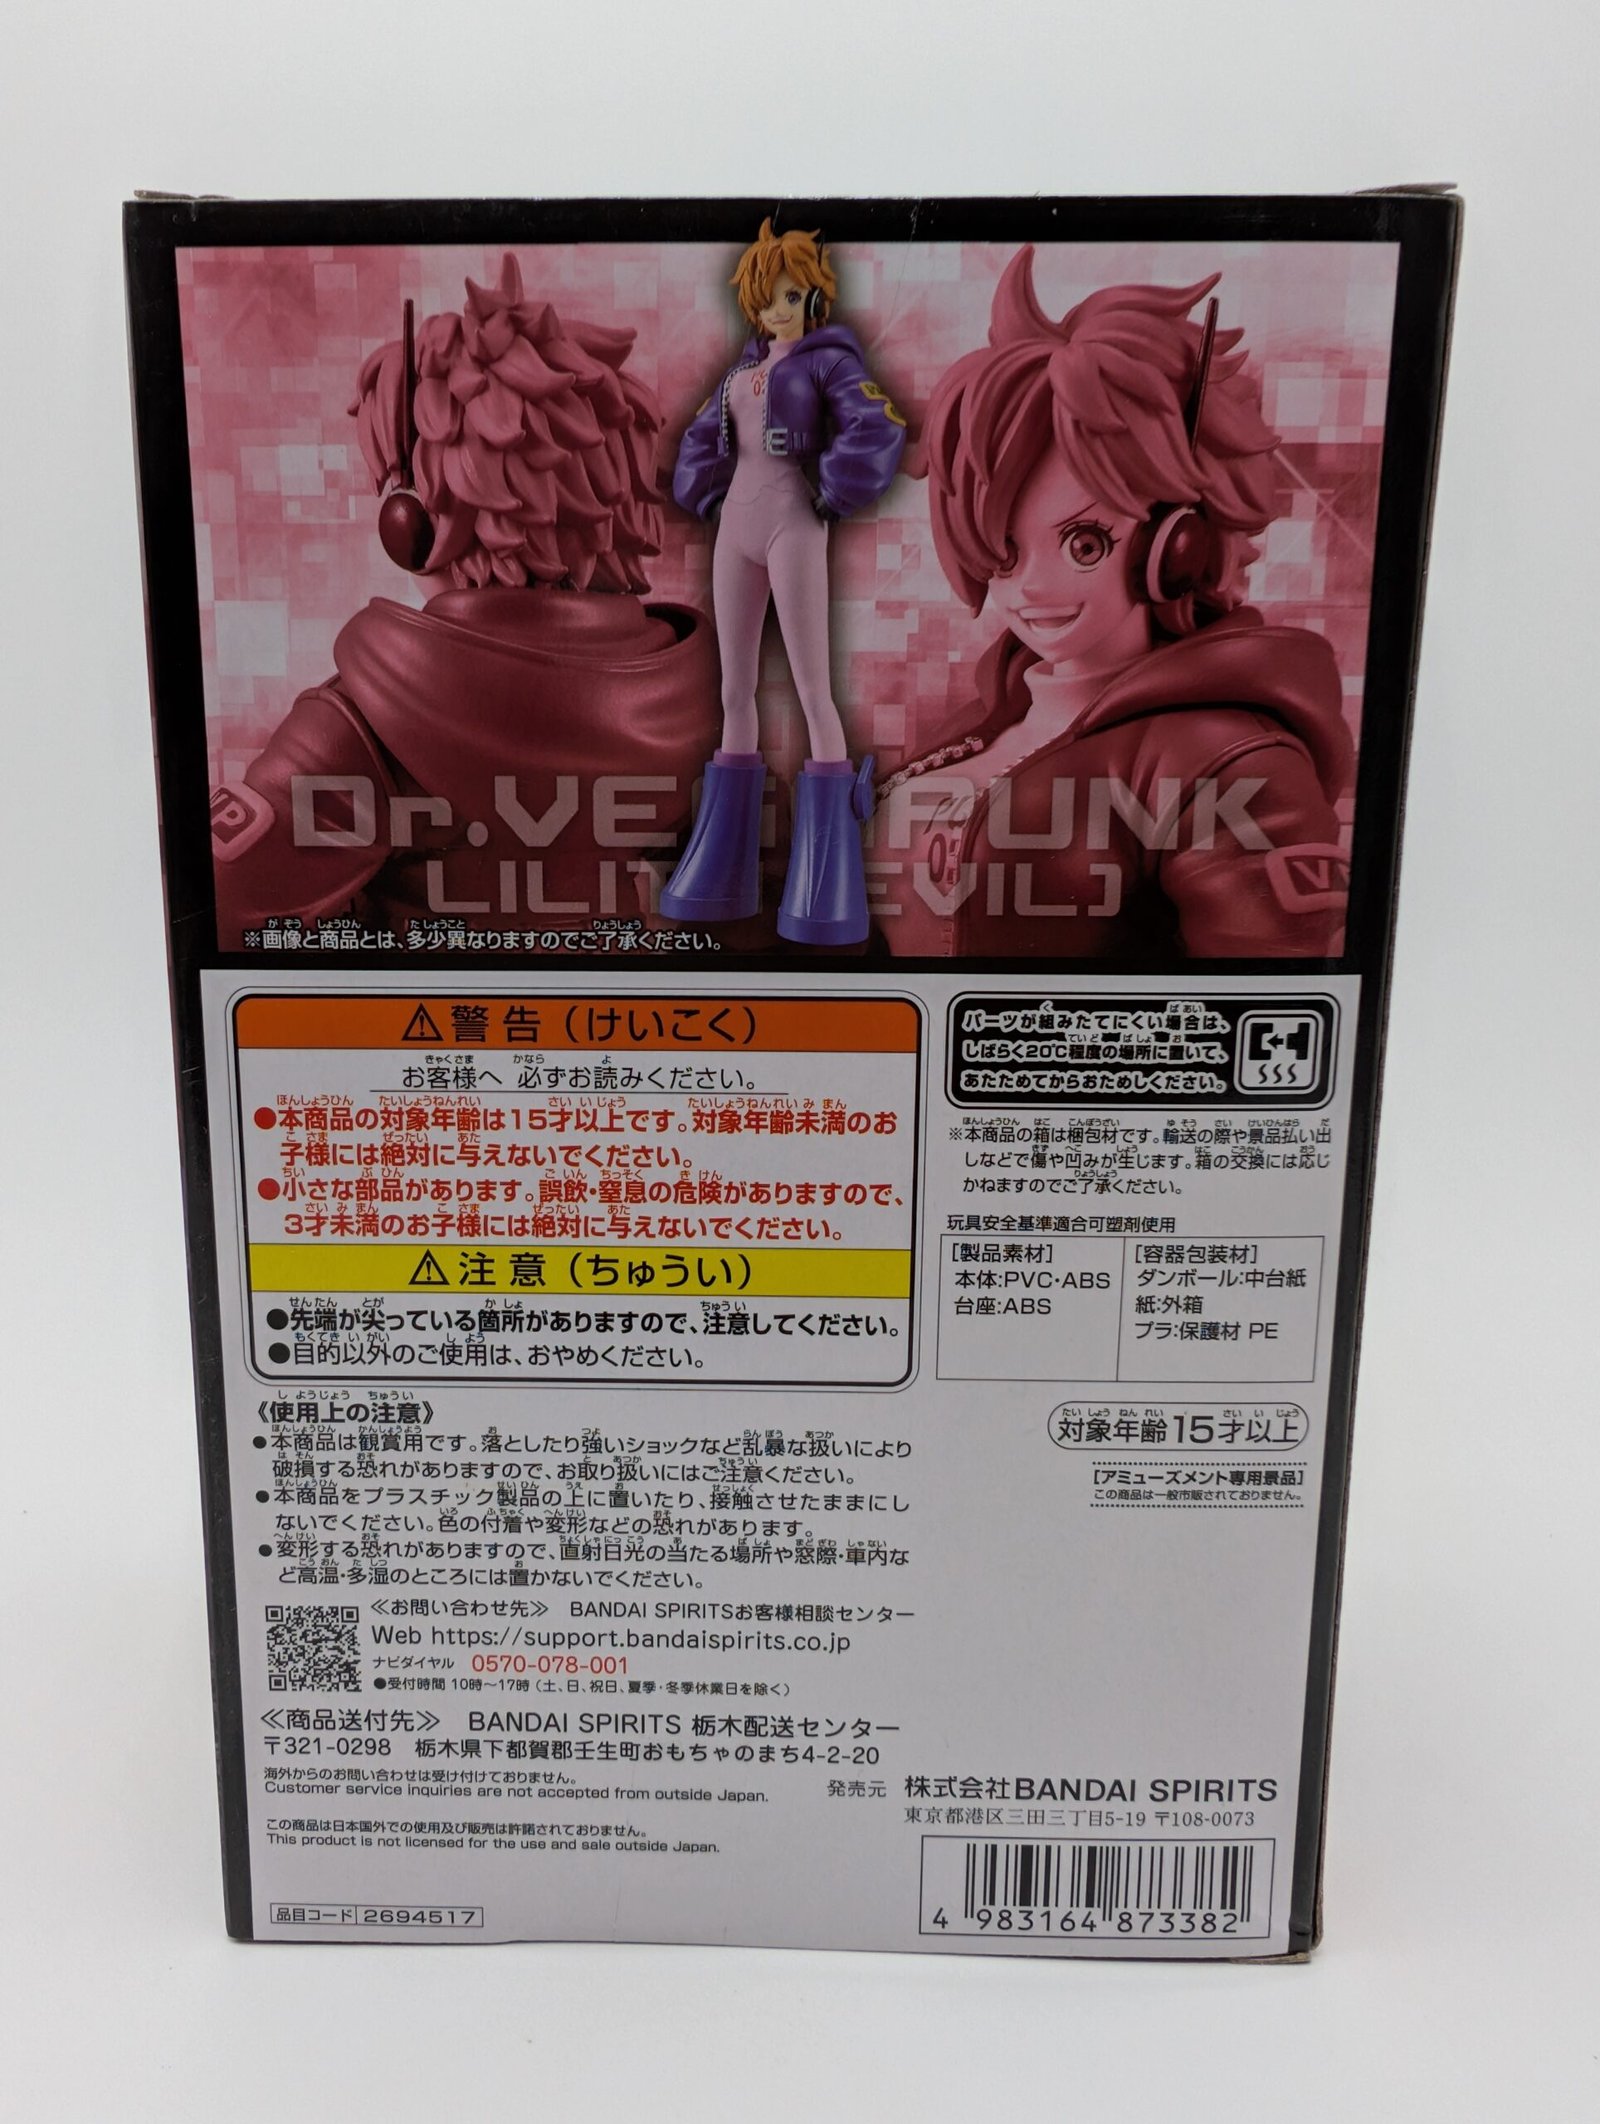 Dr.VEGAPUNK
LILITH [EVIL]
※画像と商品とは、多少異なりますのでご了承ください。
⚠警告（けいこく）
お客様へ 必ずお読みください。
●本商品の対象年齢は15才以上です。対象年齢未満のお
子様には絶対に与えないでください。
●小さな部品があります。誤飲・窒息の危険がありますので、
3才未満のお子様には絶対に与えないでください。
⚠注意（ちゅうい）
●先端が尖っている箇所がありますので、注意してください。
●目的以外のご使用は、おやめください。
《使用上の注意》
●本商品は観賞用です。落としたり強いショックなど乱暴な扱いにより
破損する恐れがありますので、お取り扱いにはご注意ください。
●本商品をプラスチック製品の上に置いたり、接触させたままにし
ないでください。色の付着や変形などの恐れがあります。
●変形する恐れがありますので、直射日光の当たる場所や窓際・車内な
ど高温・多湿のところには置かないでください。
≪お問い合わせ先≫ BANDAI SPIRITSお客様相談センター
Web https://support.bandaispirits.co.jp
ナビダイヤル 0570-078-001
●受付時間 10時～17時（土、日、祝日、夏季・冬季休業日を除く）
≪商品送付先≫ BANDAI SPIRITS 栃木配送センター
〒321-0298 栃木県下都賀郡壬生町おもちゃのまち4-2-20
海外からのお問い合わせは受け付けておりません。
Customer service inquiries are not accepted from outside Japan.
この商品は日本国外での使用及び販売は許諾されておりません。
This product is not licensed for the use and sale outside Japan.
品目コード 2694517
パーツが組みたてにくい場合は、
しばらく20℃程度の場所に置いて、
あたためてからおためしください。
※本商品の箱は梱包材です。輸送の際や景品払い出
しなどで傷や凹みが生じます。箱の交換には応じ
かねますのでご了承ください。
玩具安全基準適合可塑剤使用
[製品素材]
本体:PVC・ABS
台座:ABS
[容器包装材]
ダンボール:中台紙
紙:外箱
プラ:保護材 PE
対象年齢15才以上
[アミューズメント専用景品]
この商品は一般市販されておりません。
発売元 株式会社BANDAI SPIRITS
東京都港区三田三丁目5-19 〒108-0073
4 983164 873382